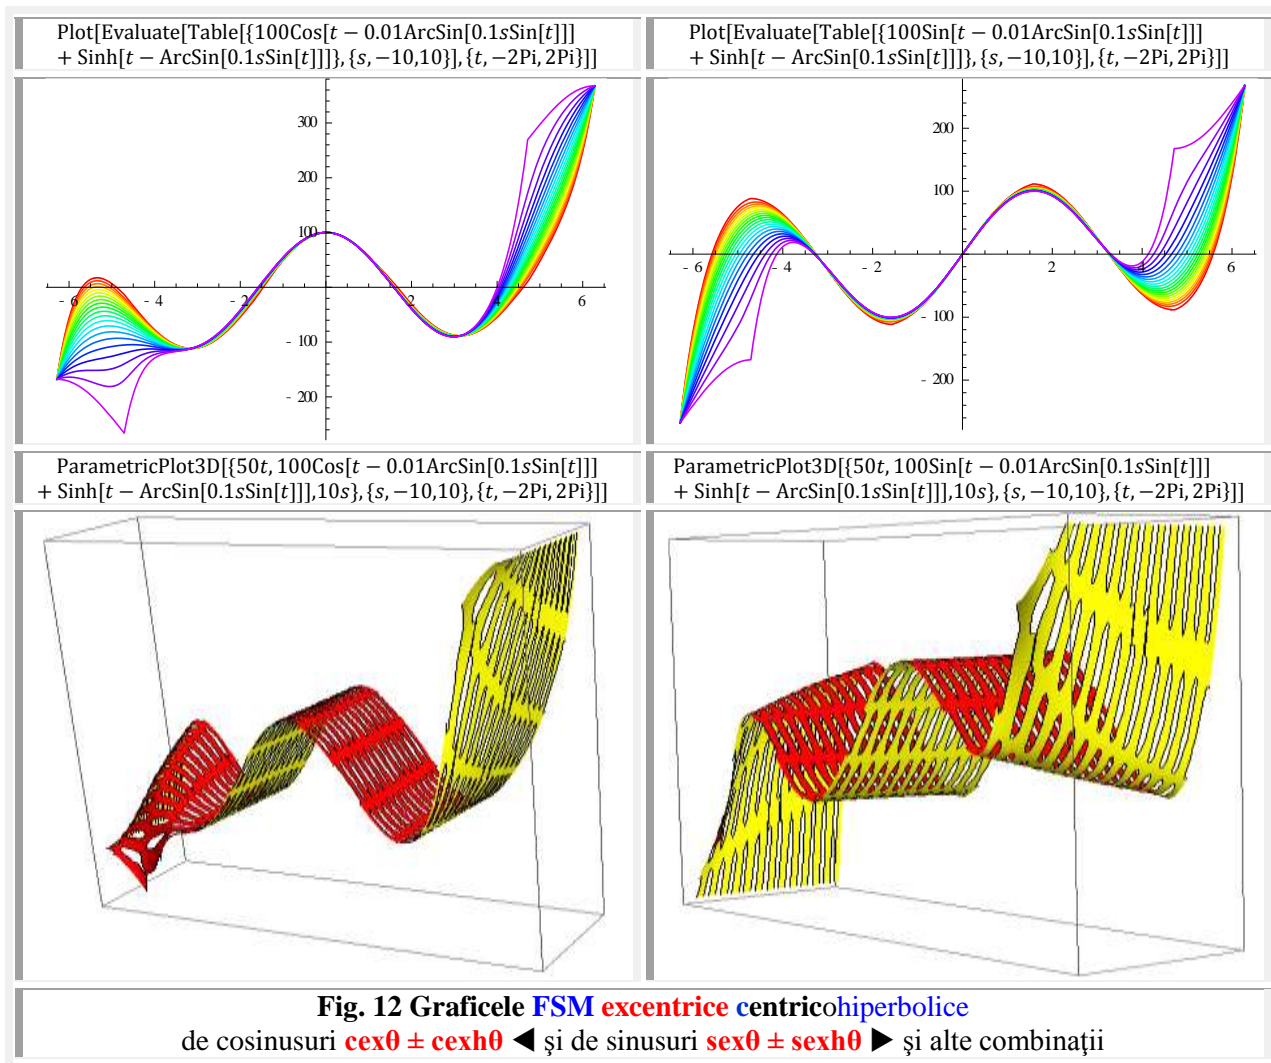 Plot[Evaluate[Table[{100Cos[t − 0.01ArcSin[0.1sSin[t]]]
+ Sinh[t − ArcSin[0.1sSin[t]]]}, {s, −10,10}], {t, −2Pi, 2Pi}]]
Plot[Evaluate[Table[{100Sin[t − 0.01ArcSin[0.1sSin[t]]]
+ Sinh[t − ArcSin[0.1sSin[t]]]}, {s, −10,10}], {t, −2Pi, 2Pi}]]
300
200
100
- 6
- 4
- 2
2
4
6
- 100
- 200
200
100
- 6
- 4
- 2
2
4
6
- 100
- 200
ParametricPlot3D[{50t, 100Cos[t − 0.01ArcSin[0.1sSin[t]]]
+ Sinh[t − ArcSin[0.1sSin[t]]],10s}, {s, −10,10}, {t, −2Pi, 2Pi}]]
ParametricPlot3D[{50t, 100Sin[t − 0.01ArcSin[0.1sSin[t]]]
+ Sinh[t − ArcSin[0.1sSin[t]]],10s}, {s, −10,10}, {t, −2Pi, 2Pi}]]
Fig. 12 Graficele FSM excentrice centricohiperbolice
de cosinusuri cexθ ± cexhθ ◄ şi de sinusuri sexθ ± sexhθ ► şi alte combinaţii